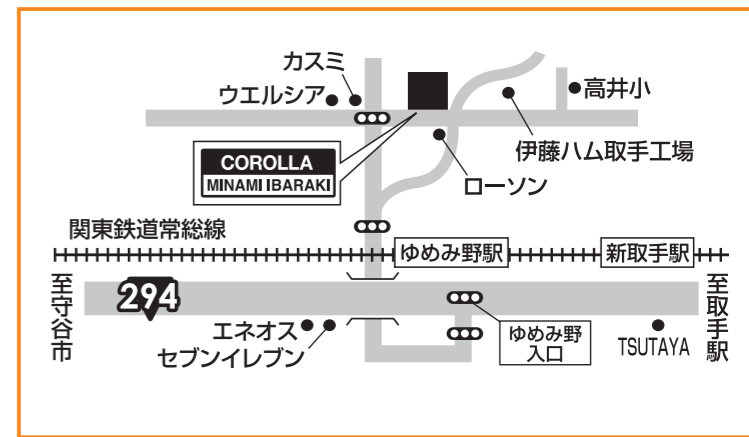 カスミ
ウエルシア
高井小
伊藤ハム取手工場
COROLLA
MINAMI IBARAKI
ローソン
関東鉄道常総線
ゆめみ野駅
新取手駅
至守谷市
294
至取手駅
エネオス
セブンイレブン
ゆめみ野
入口
TSUTAYA